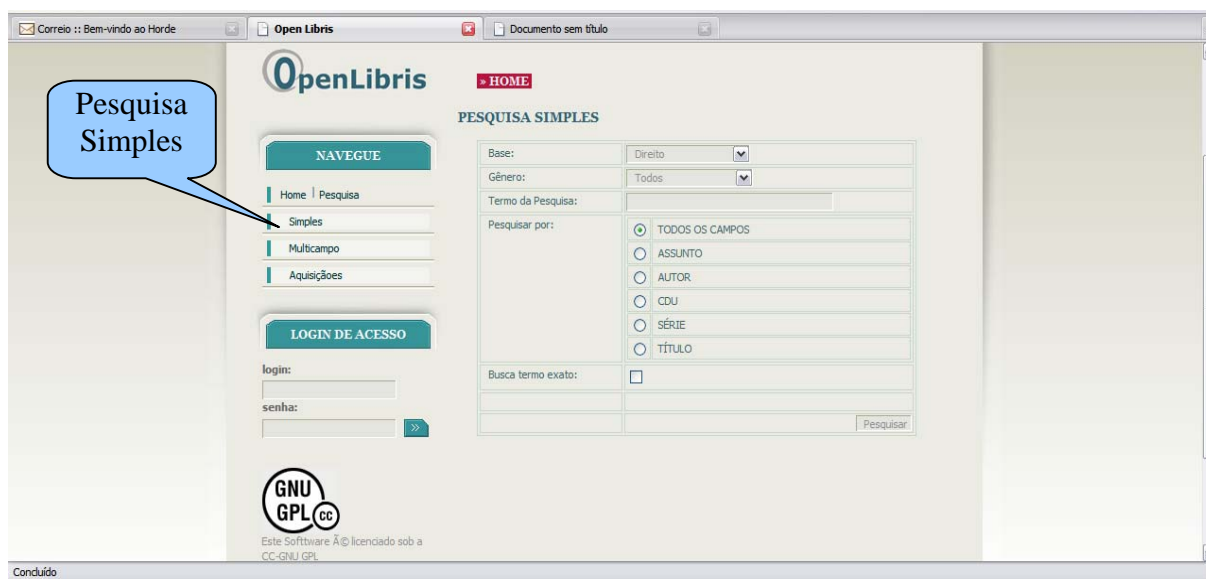 Correio :: Bem-vindo ao Horde
Open Libris
Documento sem título
OpenLibris
» HOME
Pesquisa
Simples
PESQUISA SIMPLES
NAVEGUE
Home | Pesquisa
Simples
Multicampo
Aquisiçãoes
LOGIN DE ACESSO
login:
senha:
»
Base:
Direito
Gênero:
Todos
Termo da Pesquisa:
Pesquisar por:
TODOS OS CAMPOS
ASSUNTO
AUTOR
CDU
SÉRIE
TÍTULO
Busca termo exato:
Pesquisar
GNU
GPL cc
Este Softtware Ã© licenciado sob a
CC-GNU GPL
Concluído